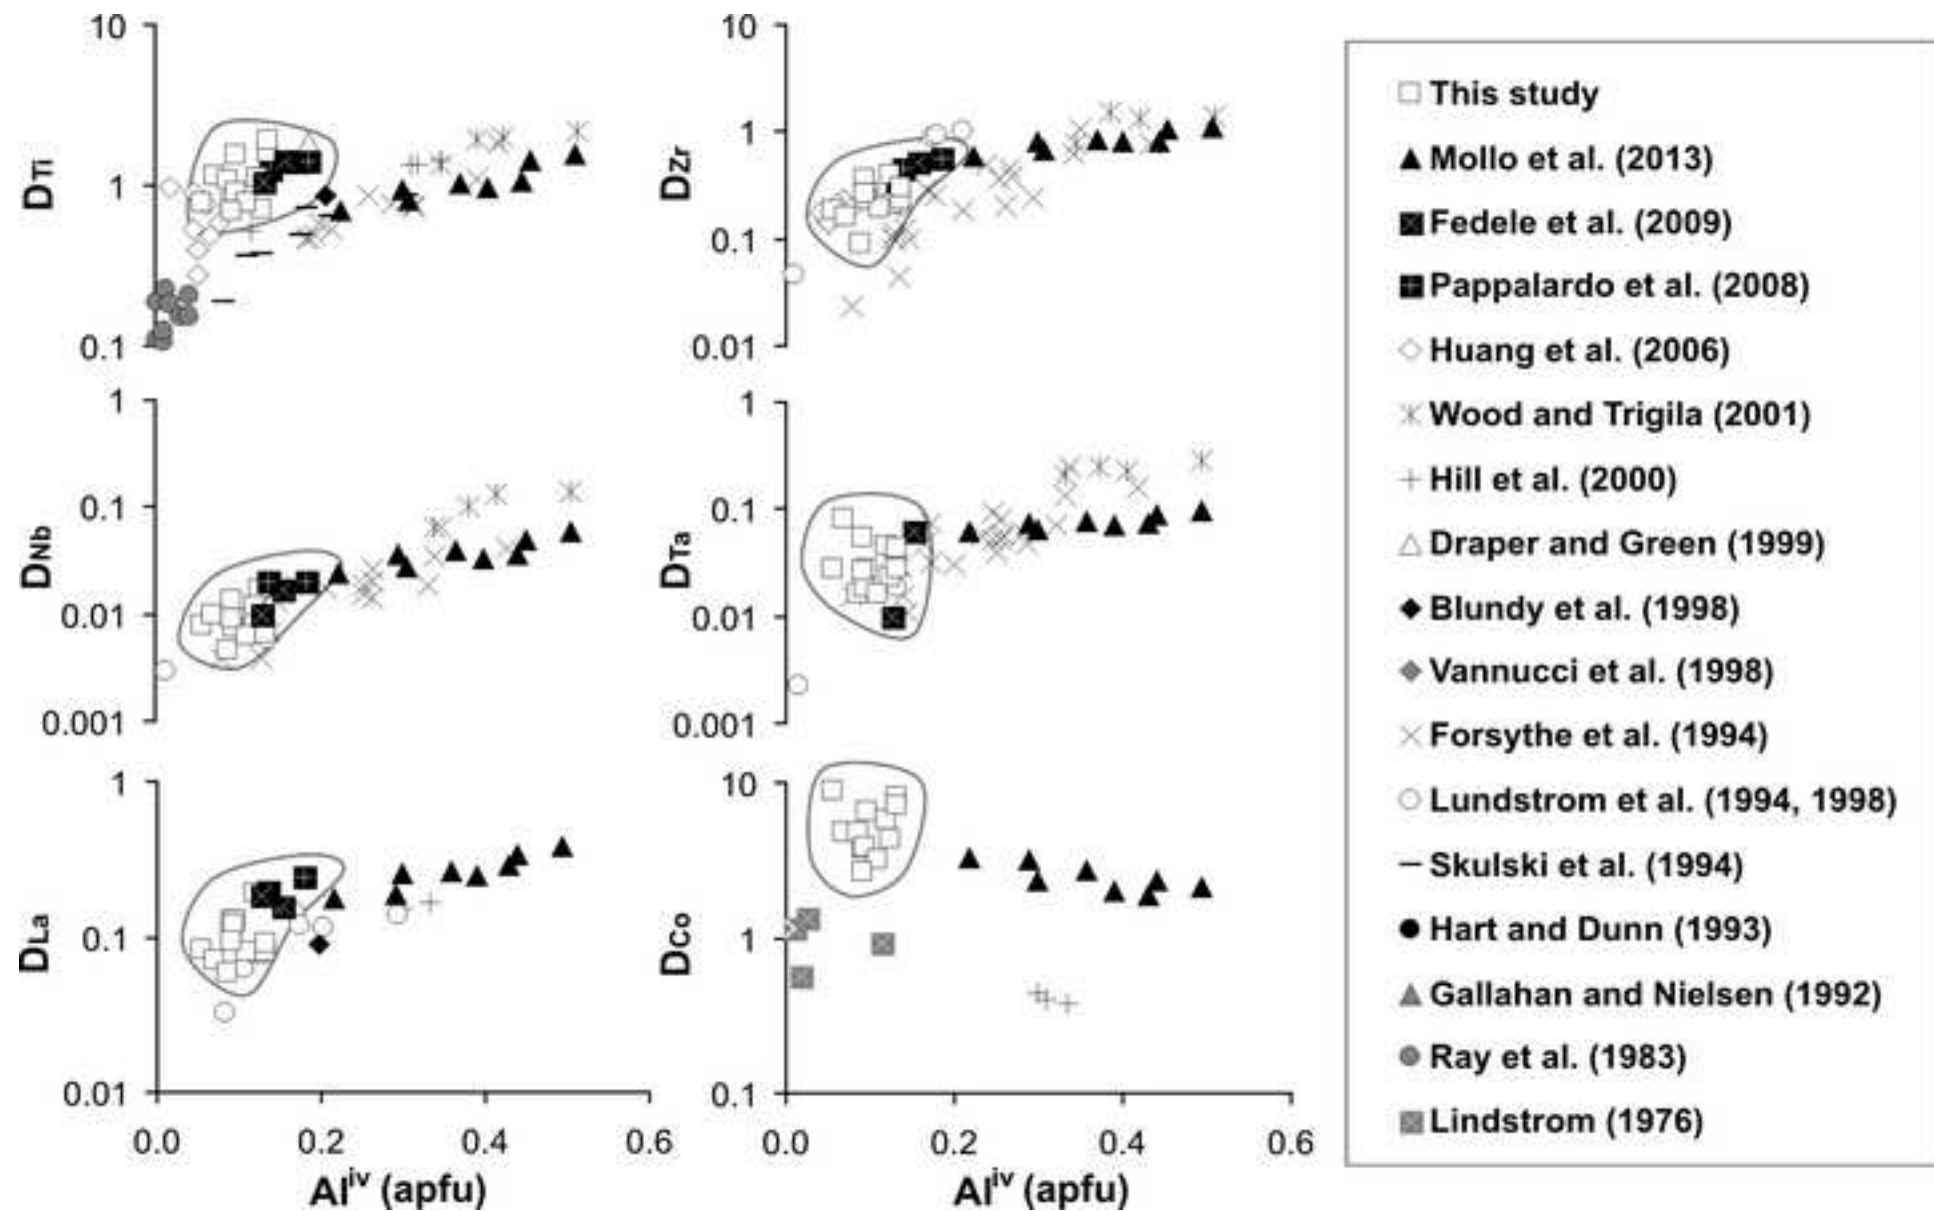 10
1
0.1
DTi
10
1
0.1
0.01
DZr
1
0.1
0.01
0.001
DNb
1
0.1
0.01
0.001
DTa
1
0.1
0.01
DLa
0.0 0.2 0.4 0.6
Al^iv (apfu)
10
1
0.1
DCo
0.0 0.2 0.4 0.6
Al^iv (apfu)
This study
Mollo et al. (2013)
Fedele et al. (2009)
Pappalardo et al. (2008)
Huang et al. (2006)
Wood and Trigila (2001)
Hill et al. (2000)
Draper and Green (1999)
Blundy et al. (1998)
Vannucci et al. (1998)
Forsythe et al. (1994)
Lundstrom et al. (1994, 1998)
Skulski et al. (1994)
Hart and Dunn (1993)
Gallahan and Nielsen (1992)
Ray et al. (1983)
Lindstrom (1976)